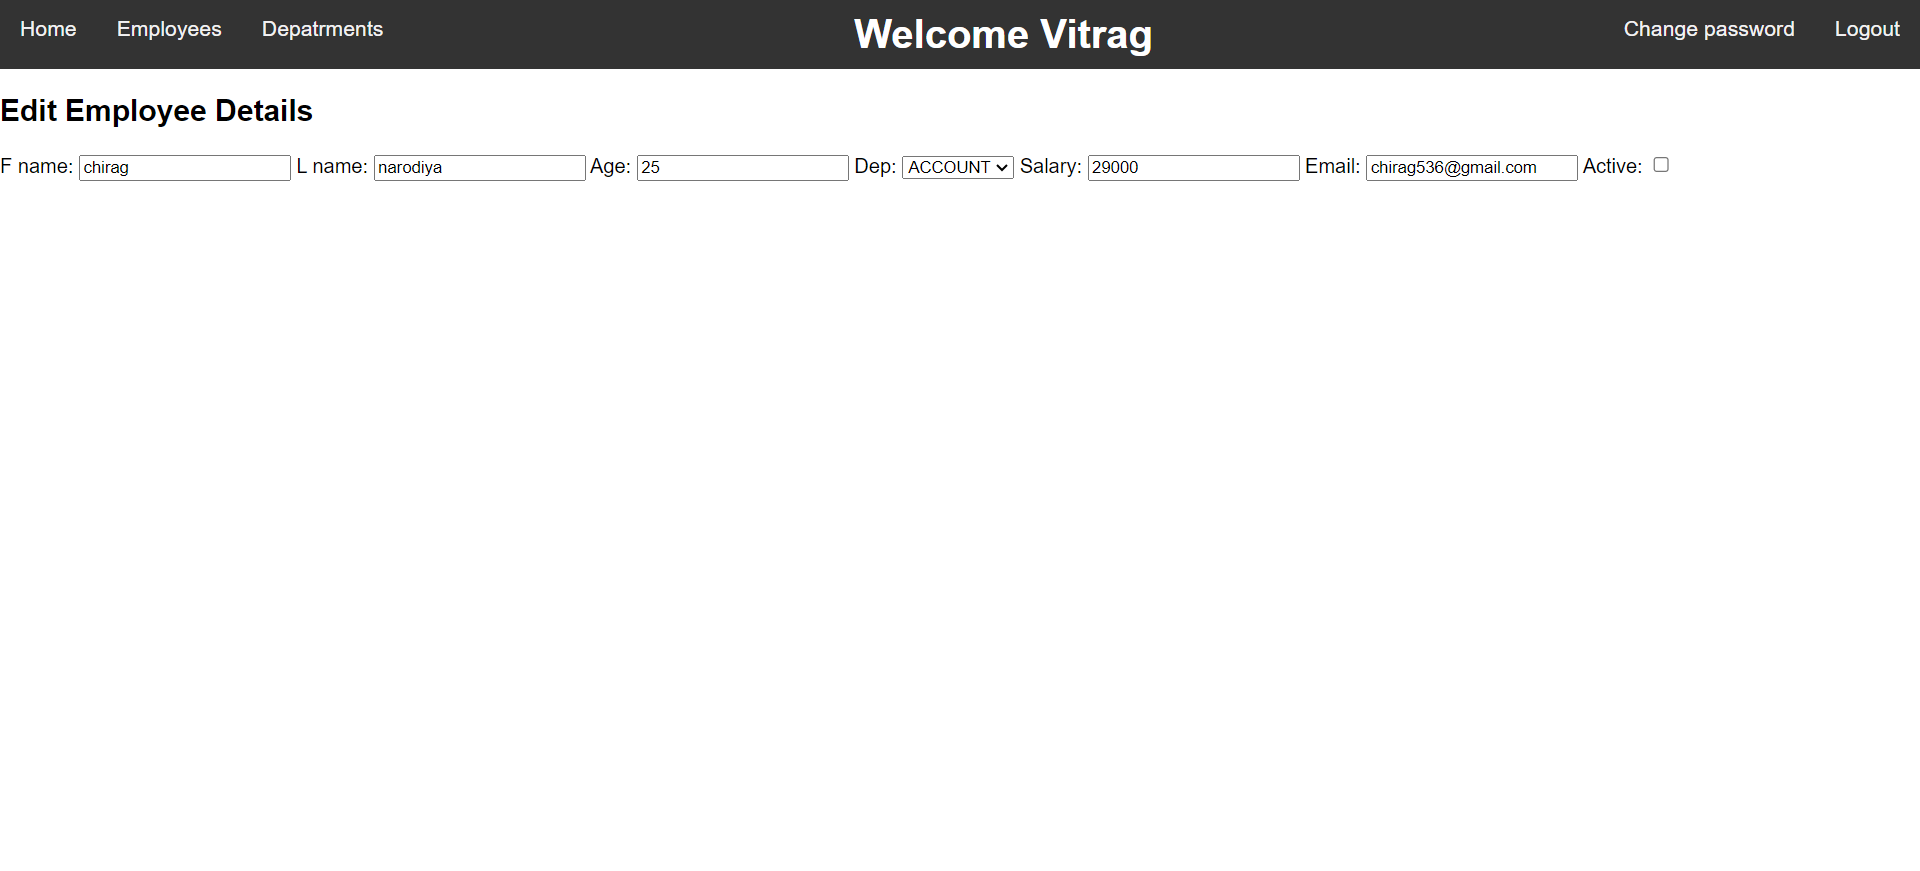 Home Employees Depatrments Welcome Vitrag Change password Logout
Edit Employee Details
F name: chirag L name: narodiya Age: 25 Dep: ACCOUNT Salary: 29000 Email: chirag536@gmail.com Active: